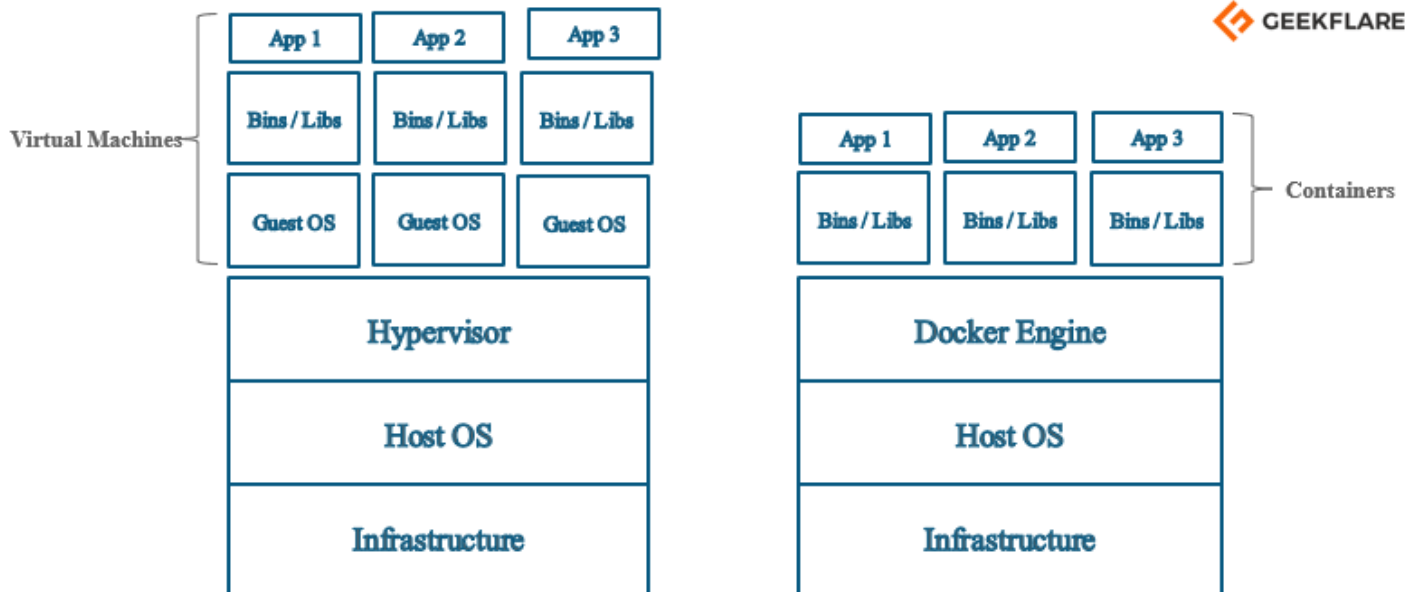 GEEKFLARE
App 1
App 2
App 3
Bins / Libs
Bins / Libs
Bins / Libs
Virtual Machines
Guest OS
Guest OS
Guest OS
Hypervisor
Host OS
Infrastructure
App 1
App 2
App 3
Containers
Bins / Libs
Bins / Libs
Bins / Libs
Docker Engine
Host OS
Infrastructure